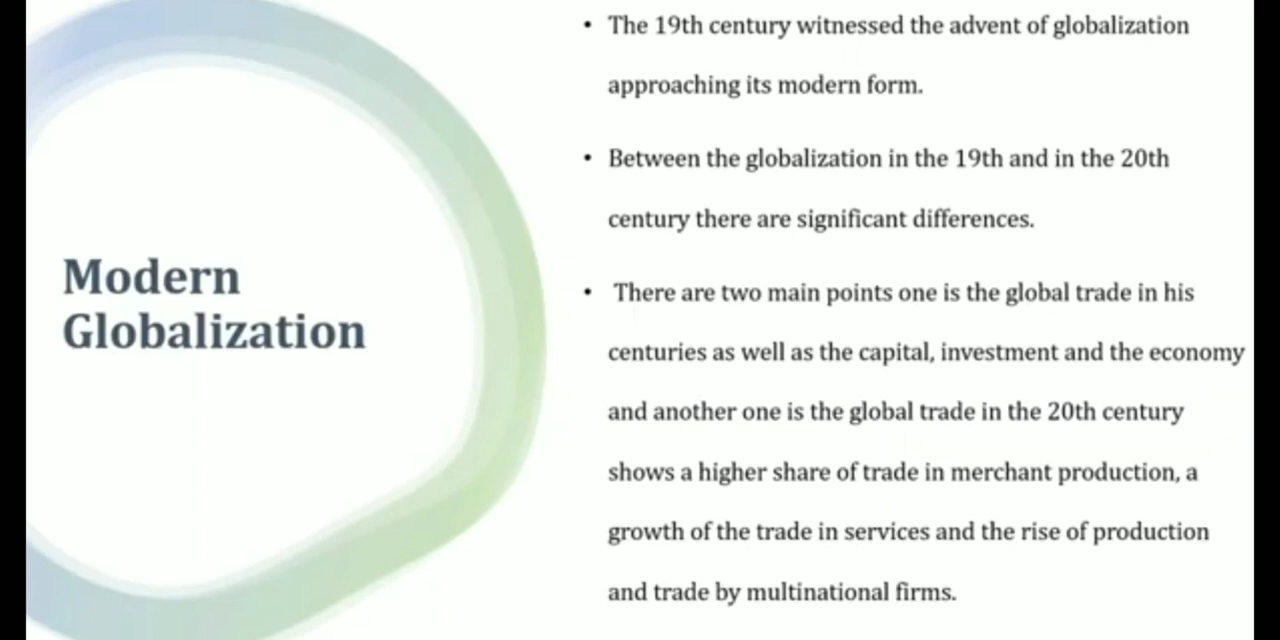 Modern
Globalization
• The 19th century witnessed the advent of globalization
approaching its modern form.
• Between the globalization in the 19th and in the 20th
century there are significant differences.
• There are two main points one is the global trade in his
centuries as well as the capital, investment and the economy
and another one is the global trade in the 20th century
shows a higher share of trade in merchant production, a
growth of the trade in services and the rise of production
and trade by multinational firms.